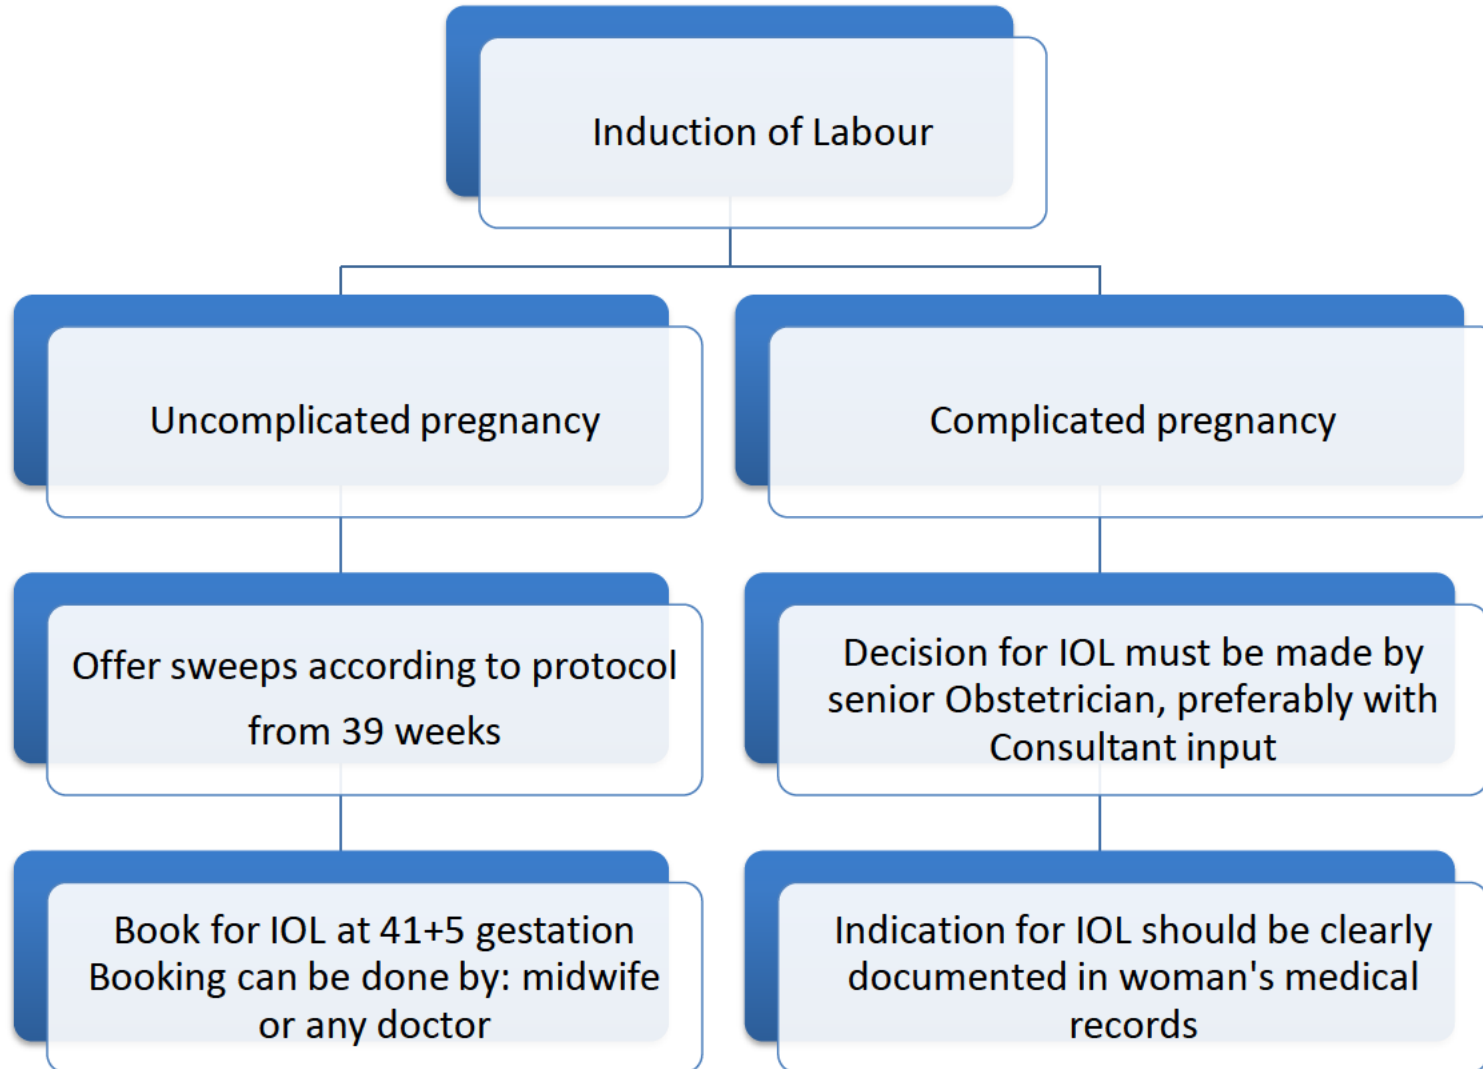 Induction of Labour
Uncomplicated pregnancy
Complicated pregnancy
Offer sweeps according to protocol
from 39 weeks
Decision for IOL must be made by
senior Obstetrician, preferably with
Consultant input
Book for IOL at 41+5 gestation
Booking can be done by: midwife
or any doctor
Indication for IOL should be clearly
documented in woman's medical
records